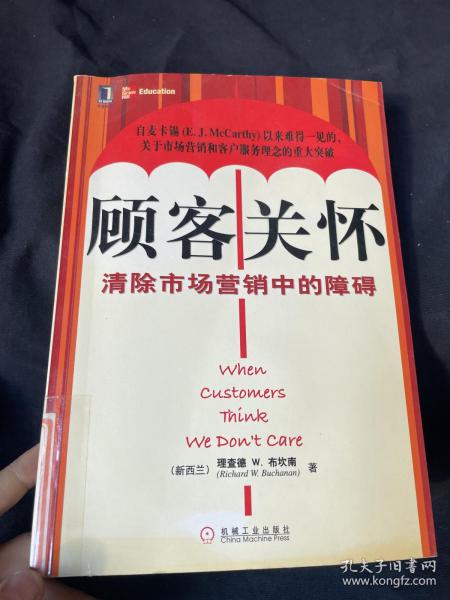 Mc
Graw
Hill Education
自麦卡锡(E.J.McCarthy)以来难得一见的、
关于市场营销和客户服务理念的重大突破
顾客关怀
清除市场营销中的障碍
When
Customers
Think
We Don't Care
(新西兰) 理查德 W. 布坎南 著
(Richard W. Buchanan)
机械工业出版社
China Machine Press
孔夫子旧书网
www.kongfz.com